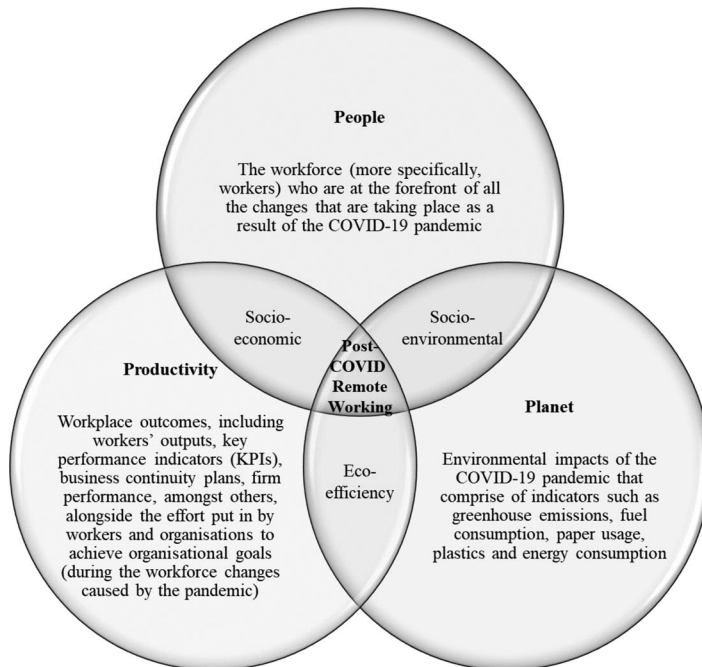 People
The workforce (more specifically,
workers) who are at the forefront of all
the changes that are taking place as a
result of the COVID-19 pandemic
Socio-
economic
Socio-
environmental
Post-
COVID
Remote
Working
Productivity
Workplace outcomes, including
workers’ outputs, key
performance indicators (KPIs),
business continuity plans, firm
performance, amongst others,
alongside the effort put in by
workers and organisations to
achieve organisational goals
(during the workforce changes
caused by the pandemic)
Eco-
efficiency
Planet
Environmental impacts of the
COVID-19 pandemic that
comprise of indicators such as
greenhouse emissions, fuel
consumption, paper usage,
plastics and energy consumption